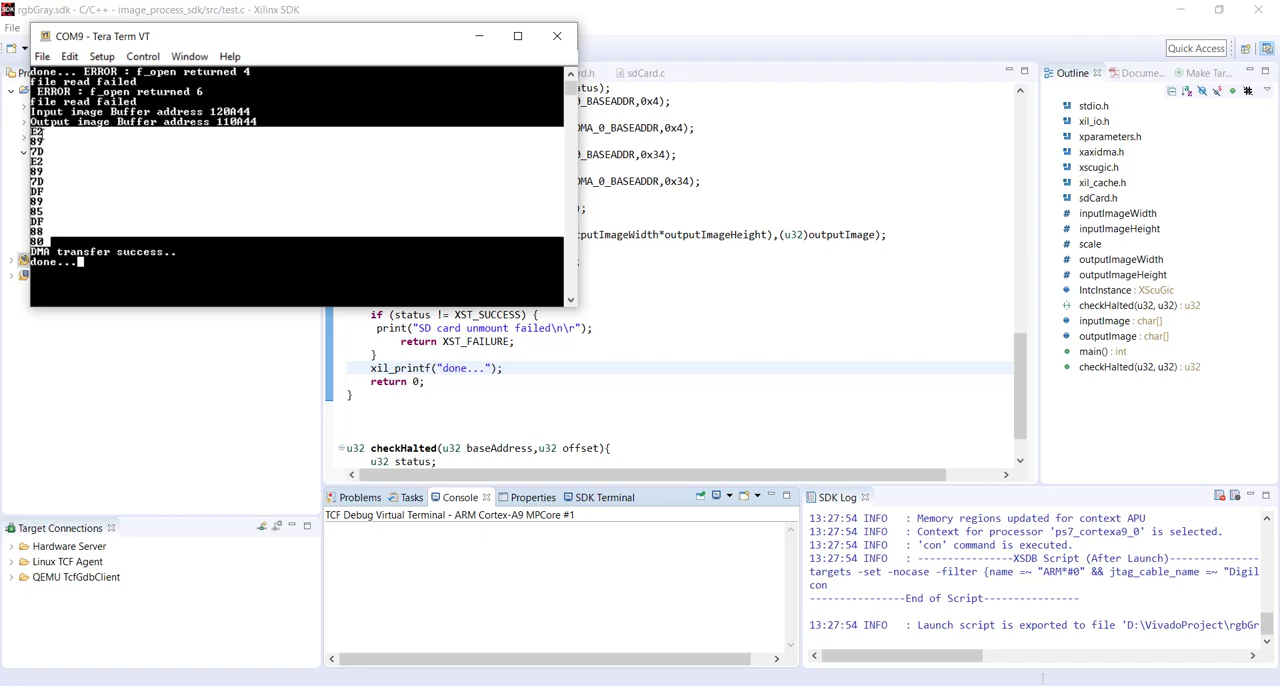 rgbGray.sdk - C/C++ - image_process_sdk/src/test.c - Xilinx SDK
File
COM9 - Tera Term VT
File Edit Setup Control Window Help
done... ERROR : f_open returned 4
file read failed
ERROR : f_open returned 6
file read failed
Input image Buffer address 120A44
Output image Buffer address 110A44
E2
89
7D
E2
89
7D
DF
89
85
DF
88
80
DMA transfer success..
done...
Quick Access
rd.h sdCard.c
atus);
0_BASEADDR,0x4);
DMA_0_BASEADDR,0x4);
0_BASEADDR,0x34);
DMA_0_BASEADDR,0x34);
s;
tputImageWidth*outputImageHeight),(u32)outputImage);
;
if (status != XST_SUCCESS) {
print("SD card unmount failed\n\r");
return XST_FAILURE;
}
xil_printf("done...");
return 0;
}
u32 checkHalted(u32 baseAddress,u32 offset){
u32 status;
Outline Docume... Make Tar...
stdio.h
xil_io.h
xparameters.h
xaxidma.h
xscugic.h
xil_cache.h
sdCard.h
inputImageWidth
inputImageHeight
scale
outputImageWidth
outputImageHeight
IntcInstance : XScuGic
checkHalted(u32, u32) : u32
inputImage : char[]
outputImage : char[]
main() : int
checkHalted(u32, u32) : u32
Target Connections
Hardware Server
Linux TCF Agent
QEMU TcfGdbClient
Problems Tasks Console Properties SDK Terminal
TCF Debug Virtual Terminal - ARM Cortex-A9 MPCore #1
SDK Log
13:27:54 INFO : Memory regions updated for context APU
13:27:54 INFO : Context for processor 'ps7_cortexa9_0' is selected.
13:27:54 INFO : 'con' command is executed.
13:27:54 INFO : ----------------XSDB Script (After Launch)----------------
targets -set -nocase -filter {name =~ "ARM*#0" && jtag_cable_name =~ "Digil
con
----------------End of Script----------------
13:27:54 INFO : Launch script is exported to file 'D:\VivadoProject\rgbGr